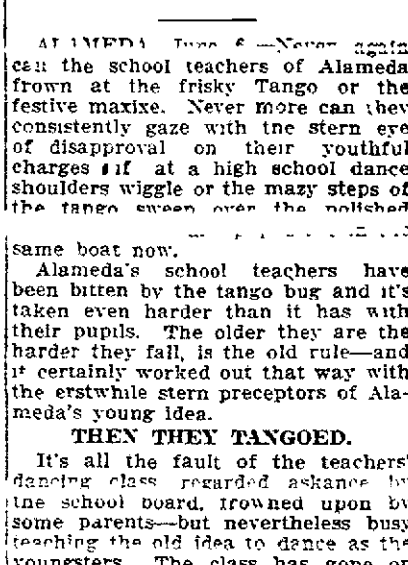 ALAMEDA, June 6.—Never again
can the school teachers of Alameda
frown at the frisky Tango or the
festive maxixe. Never more can they
consistently gaze with the stern eye
of disapproval on their youthful
charges if at a high school dance
shoulders wiggle or the mazy steps of
the tango sweep over the polished
same boat now.
Alameda's school teachers have
been bitten by the tango bug and it's
taken even harder than it has with
their pupils. The older they are the
harder they fall, is the old rule—and
it certainly worked out that way with
the erstwhile stern preceptors of Ala-
meda's young idea.
THEN THEY TANGOED.
It's all the fault of the teachers'
dancing class regarded askance by
the school board, frowned upon by
some parents—but nevertheless busy
teaching the old idea to dance as the
youngsters. The class has gone on